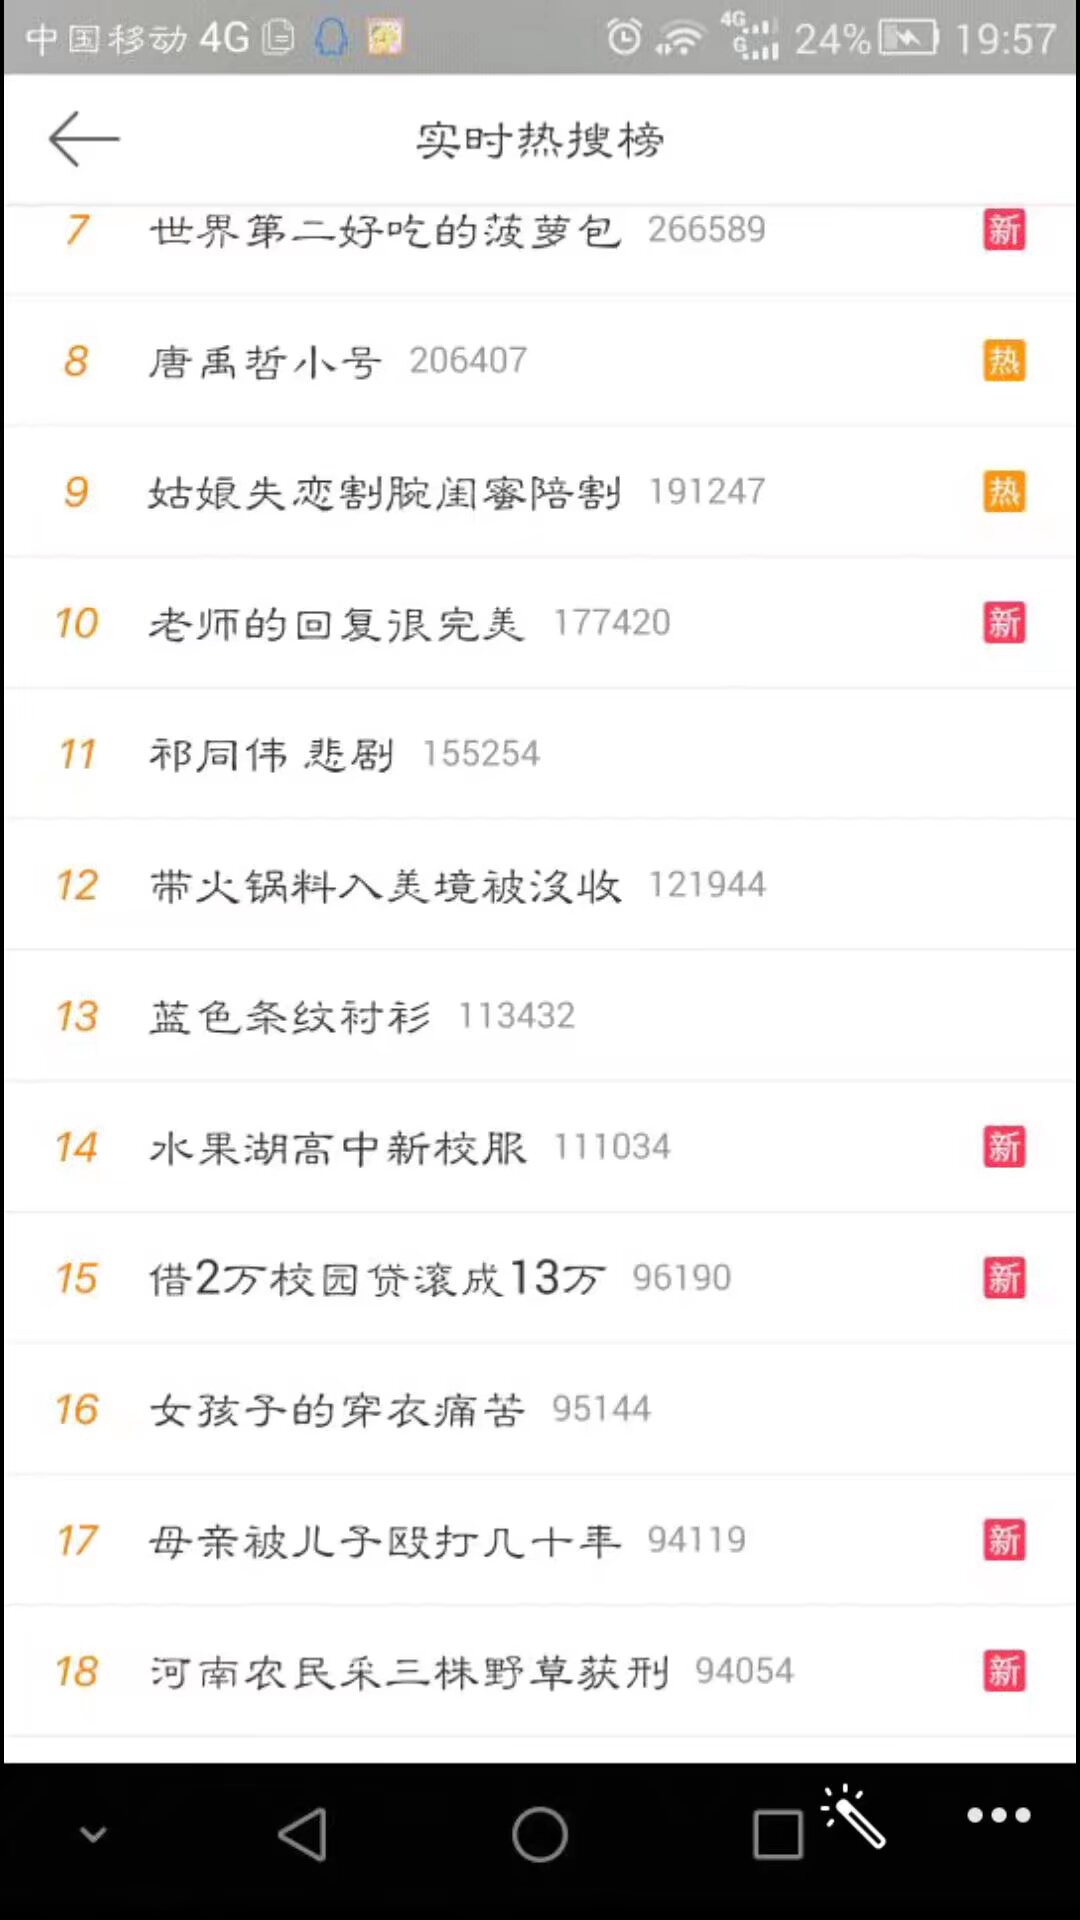 中国移动 4G 4G G 24% 19:57
实时热搜榜
7 世界第二好吃的菠萝包 266589 新
8 唐禹哲小号 206407 热
9 姑娘失恋割腕闺蜜陪割 191247 热
10 老师的回复很完美 177420 新
11 祁同伟 悲剧 155254
12 带火锅料入美境被没收 121944
13 蓝色条纹衬衫 113432
14 水果湖高中新校服 111034 新
15 借2万校园贷滚成13万 96190 新
16 女孩子的穿衣痛苦 95144
17 母亲被儿子殴打几十年 94119 新
18 河南农民采三株野草获刑 94054 新